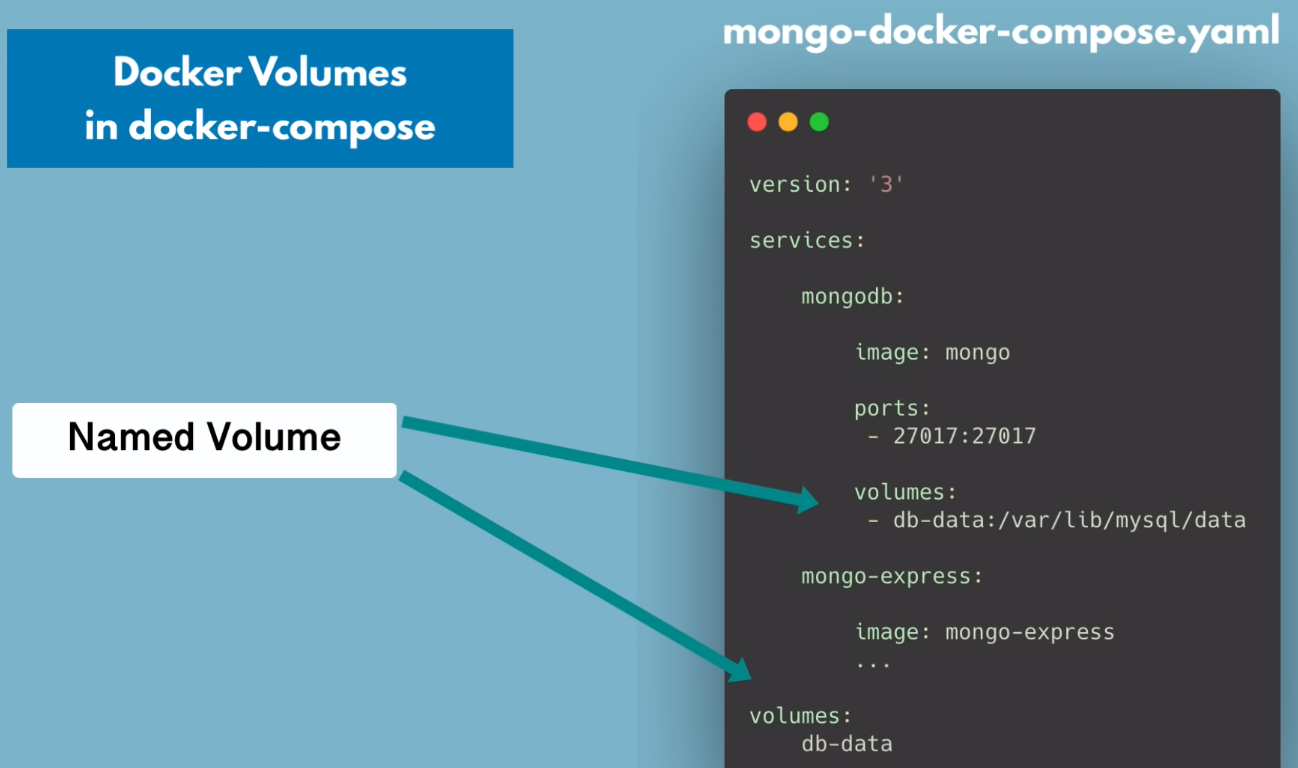 Docker Volumes
in docker-compose
Named Volume
mongo-docker-compose.yaml
version: '3'
services:
mongodb:
image: mongo
ports:
- 27017:27017
volumes:
- db-data:/var/lib/mysql/data
mongo-express:
image: mongo-express
...
volumes:
db-data